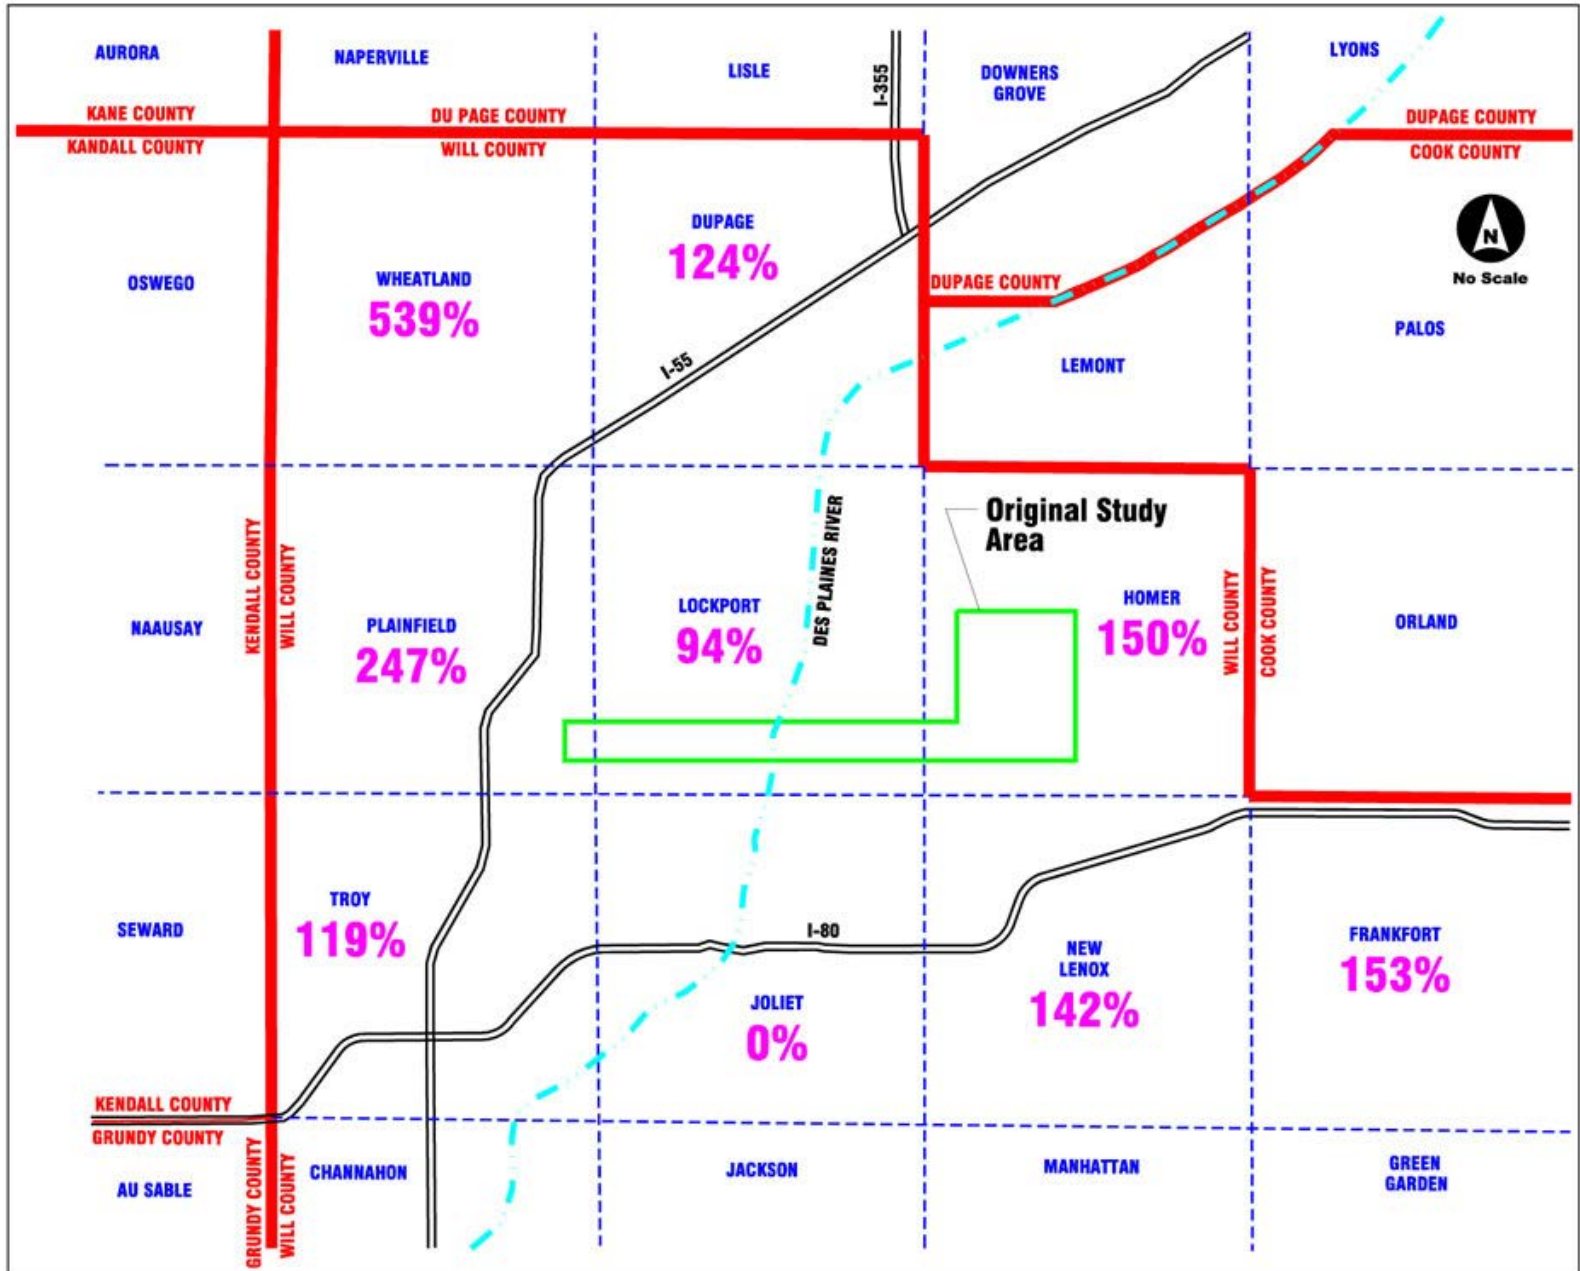 AURORA
NAPERVILLE
LISLE
I-355
DOWNERS
GROVE
LYONS
KANE COUNTY
DU PAGE COUNTY
DUPAGE COUNTY
KANDALL COUNTY
WILL COUNTY
COOK COUNTY
N
No Scale
OSWEGO
WHEATLAND
539%
DUPAGE
124%
DUPAGE COUNTY
PALOS
I-55
LEMONT
KENDALL COUNTY
WILL COUNTY
DES PLAINES RIVER
Original Study
Area
NAAUSAY
PLAINFIELD
247%
LOCKPORT
94%
HOMER
150%
WILL COUNTY
COOK COUNTY
ORLAND
SEWARD
TROY
119%
I-80
JOLIET
0%
NEW
LENOX
142%
FRANKFORT
153%
KENDALL COUNTY
GRUNDY COUNTY
AU SABLE
GRUNDY COUNTY
WILL COUNTY
CHANNAHON
JACKSON
MANHATTAN
GREEN
GARDEN